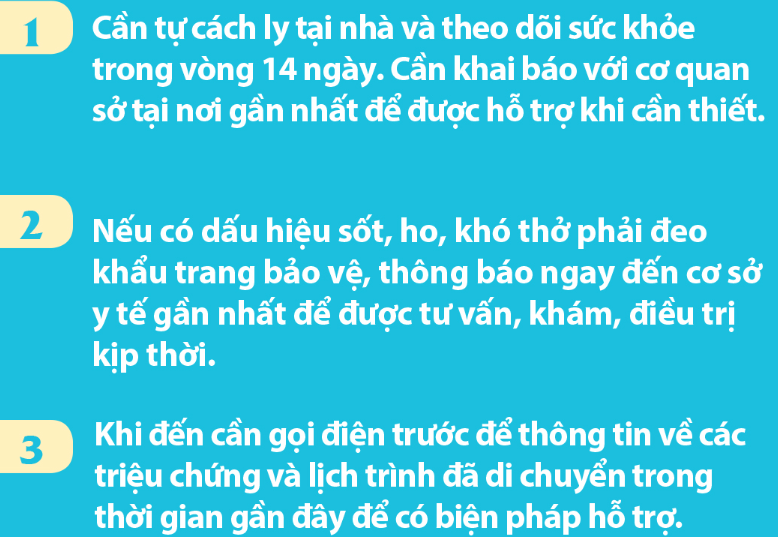 1
Cần tự cách ly tại nhà và theo dõi sức khỏe
trong vòng 14 ngày. Cần khai báo với cơ quan
sở tại nơi gần nhất để được hỗ trợ khi cần thiết.
2
Nếu có dấu hiệu sốt, ho, khó thở phải đeo
khẩu trang bảo vệ, thông báo ngay đến cơ sở
y tế gần nhất để được tư vấn, khám, điều trị
kịp thời.
3
Khi đến cần gọi điện trước để thông tin về các
triệu chứng và lịch trình đã di chuyển trong
thời gian gần đây để có biện pháp hỗ trợ.